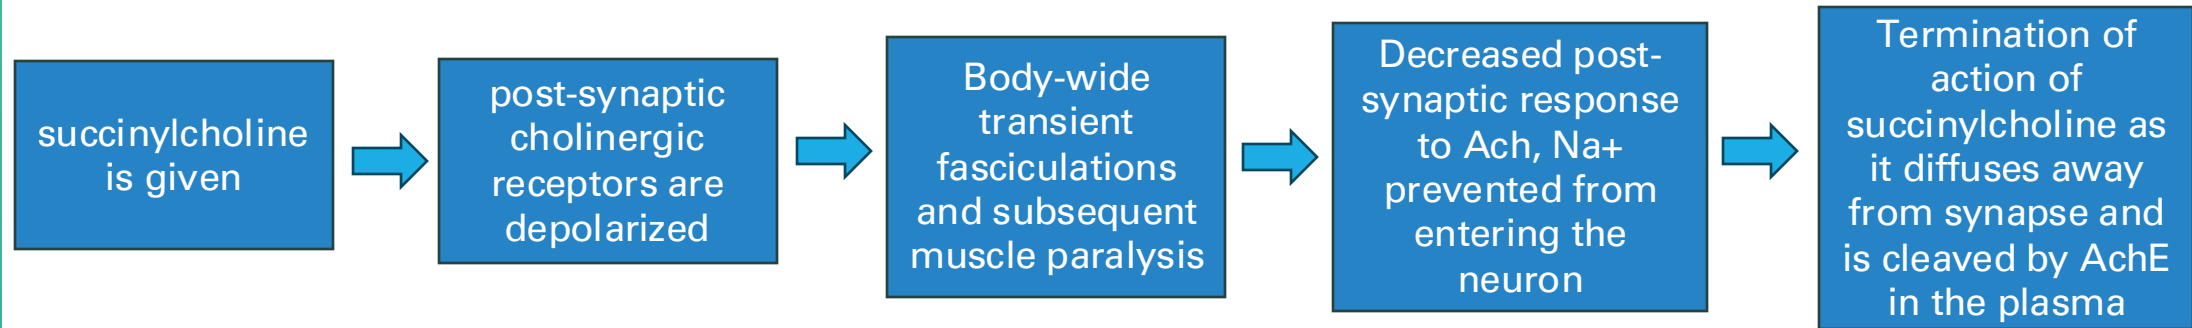 succinylcholine
is given
post-synaptic
cholinergic
receptors are
depolarized
Body-wide
transient
fasciculations
and subsequent
muscle paralysis
Decreased post-
synaptic response
to Ach, Na+
prevented from
entering the
neuron
Termination of
action of
succinylcholine as
it diffuses away
from synapse and
is cleaved by AchE
in the plasma